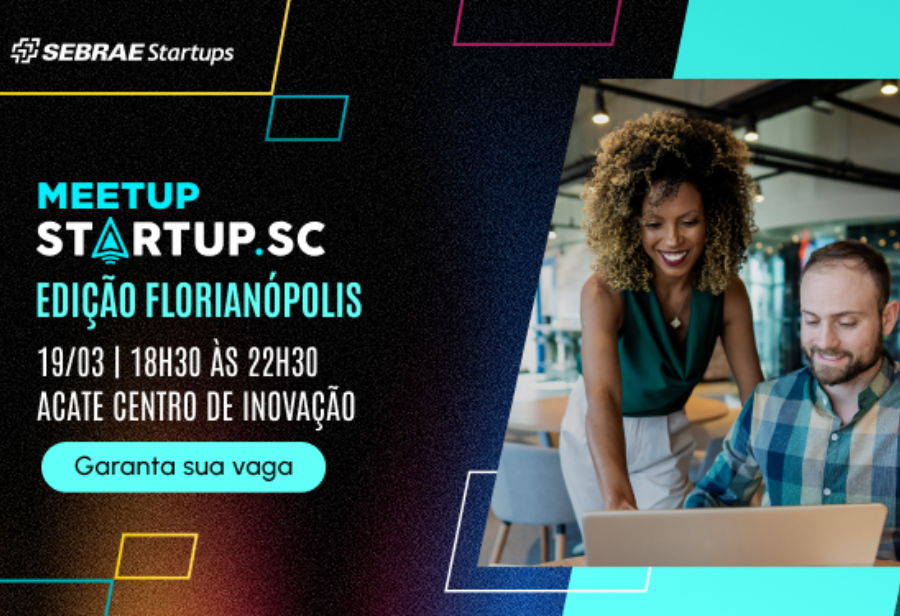 SEBRAE Startups
MEETUP
STARTUP.SC
EDIÇÃO FLORIANÓPOLIS
19/03 | 18H30 ÀS 22H30
ACATE CENTRO DE INOVAÇÃO
Garanta sua vaga